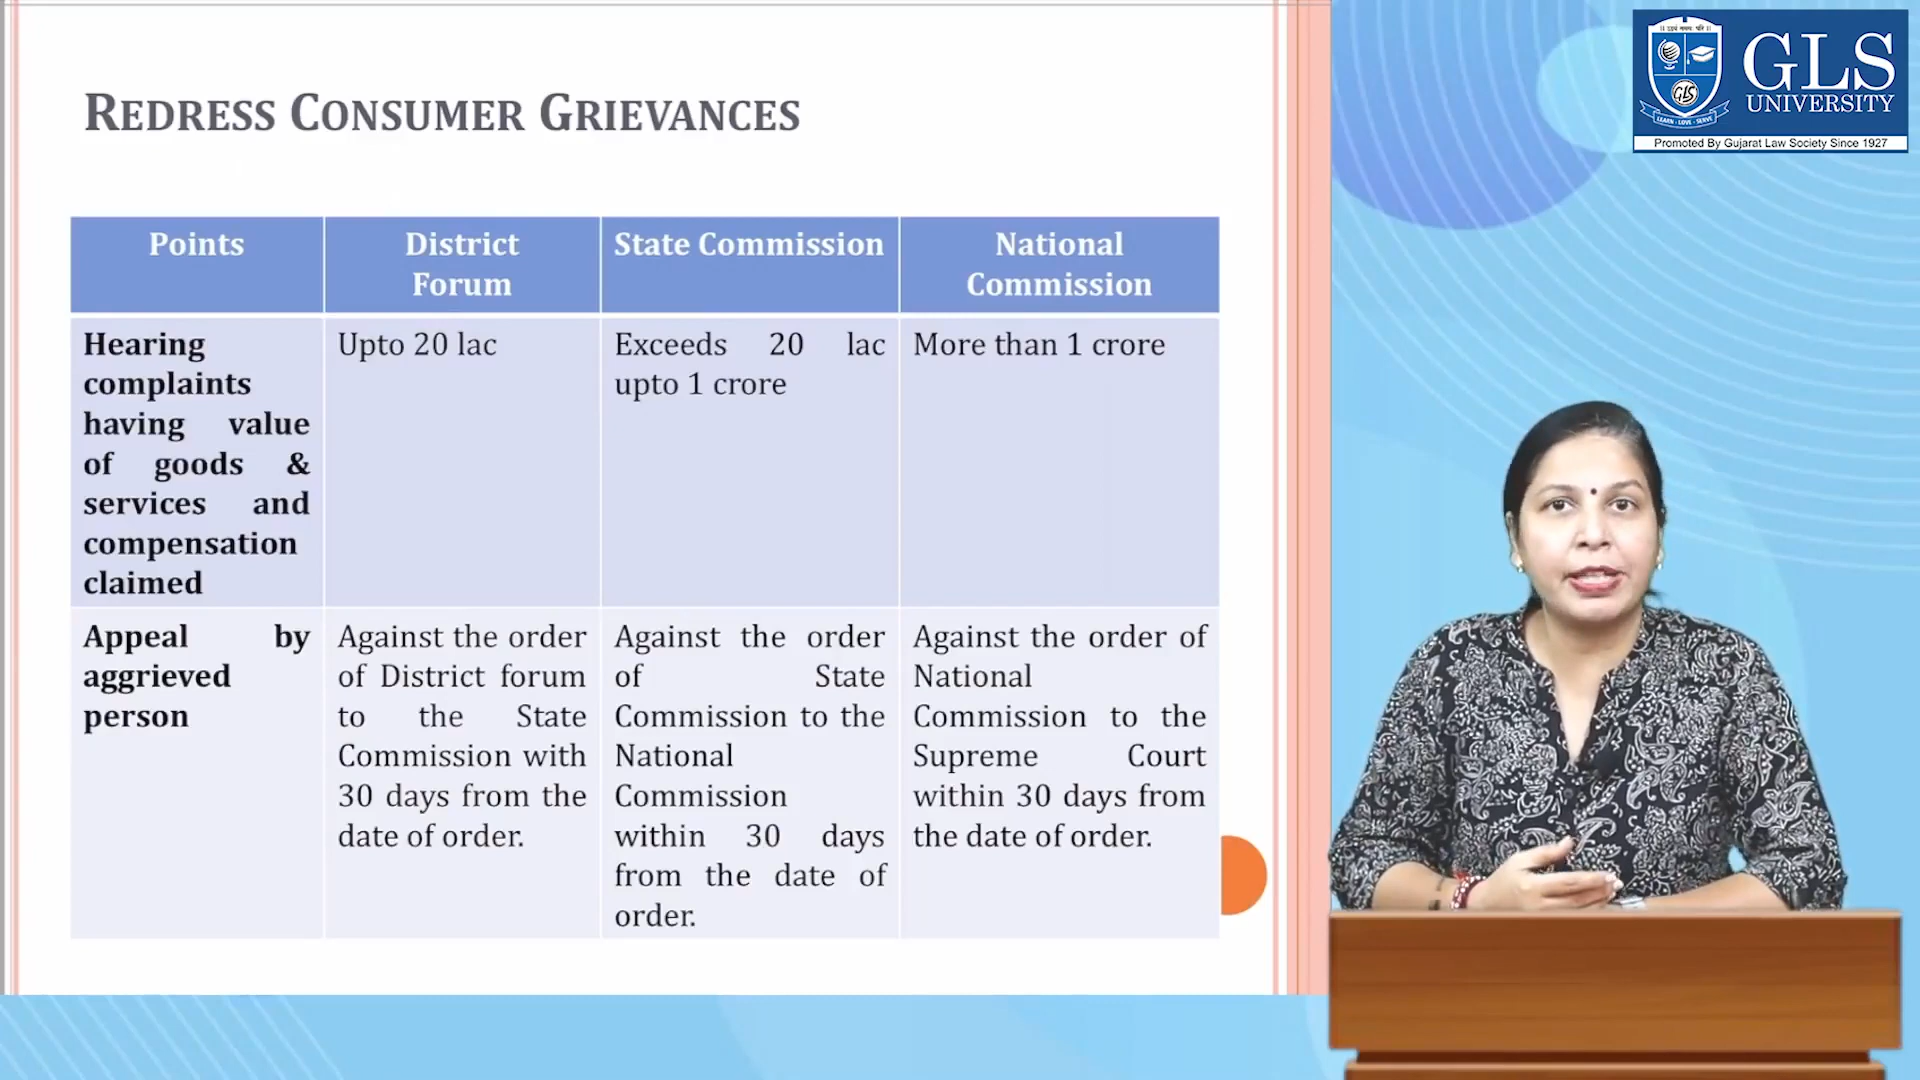 REDRESS CONSUMER GRIEVANCES
Points
District
Forum
State Commission
National
Commission
Hearing
complaints
having value
of goods &
services and
compensation
claimed
Upto 20 lac
Exceeds 20 lac
upto 1 crore
More than 1 crore
Appeal by
aggrieved
person
Against the order
of District forum
to the State
Commission with
30 days from the
date of order.
Against the order
of State
Commission to the
National
Commission
within 30 days
from the date of
order.
Against the order of
National
Commission to the
Supreme Court
within 30 days from
the date of order.
GLS
UNIVERSITY
GLS
LEARN - LOVE - SERVE
Promoted By Gujarat Law Society Since 1927